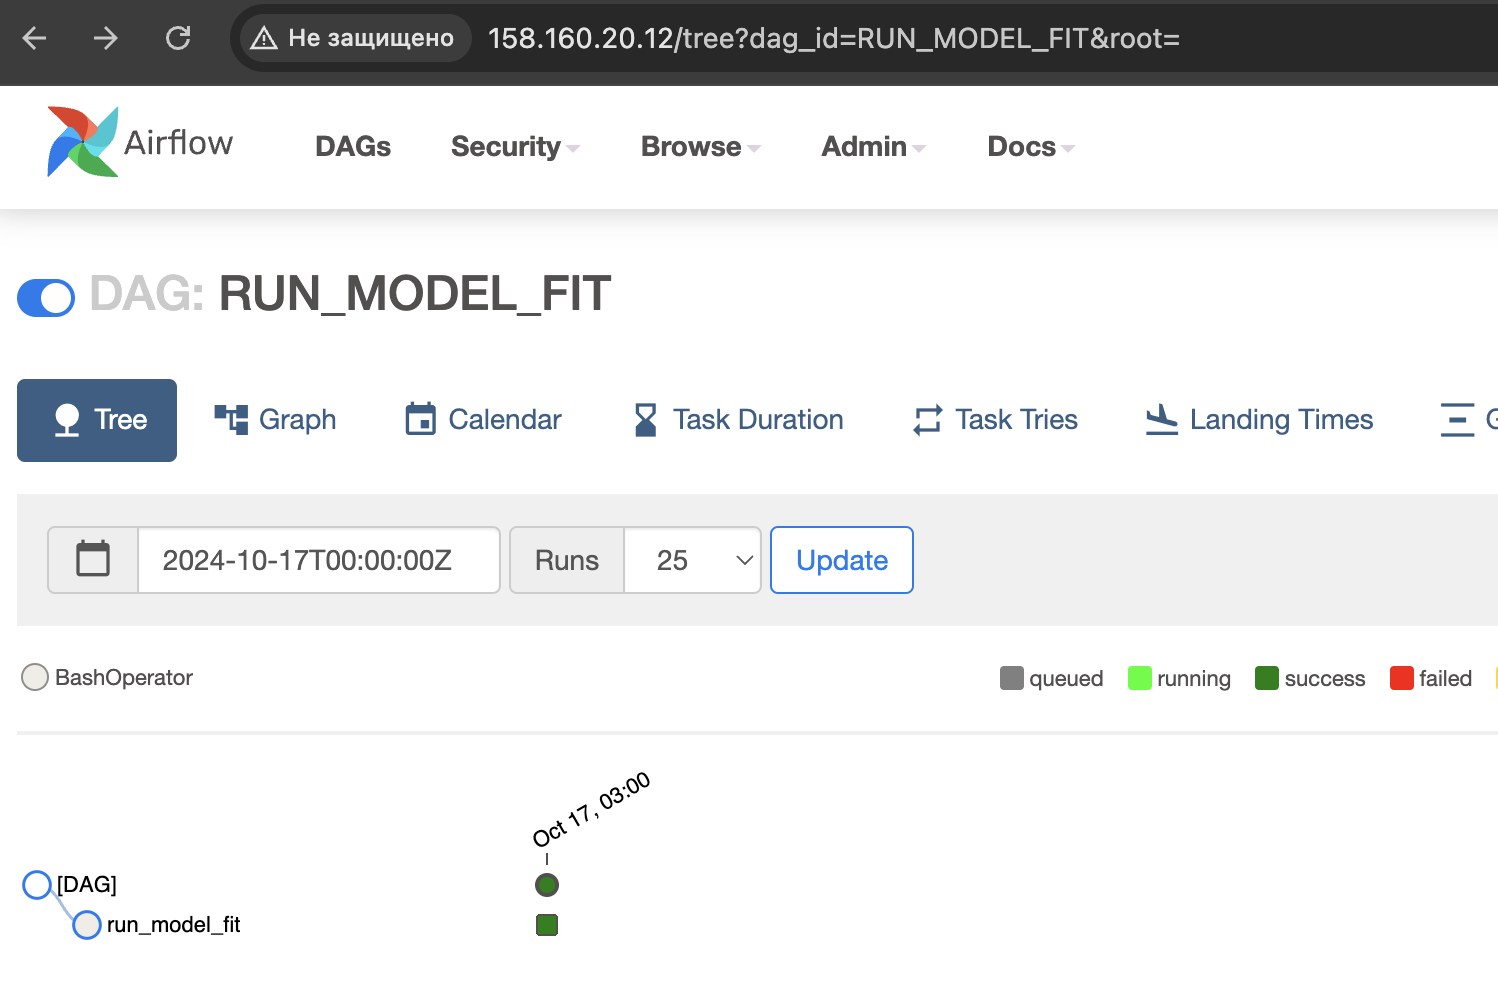 Не защищено 158.160.20.12/tree?dag_id=RUN_MODEL_FIT&root=
Airflow DAGs Security Browse Admin Docs
DAG: RUN_MODEL_FIT
Tree Graph Calendar Task Duration Task Tries Landing Times
2024-10-17T00:00:00Z Runs 25 Update
BashOperator queued running success failed
Oct 17, 03:00
[DAG]
run_model_fit